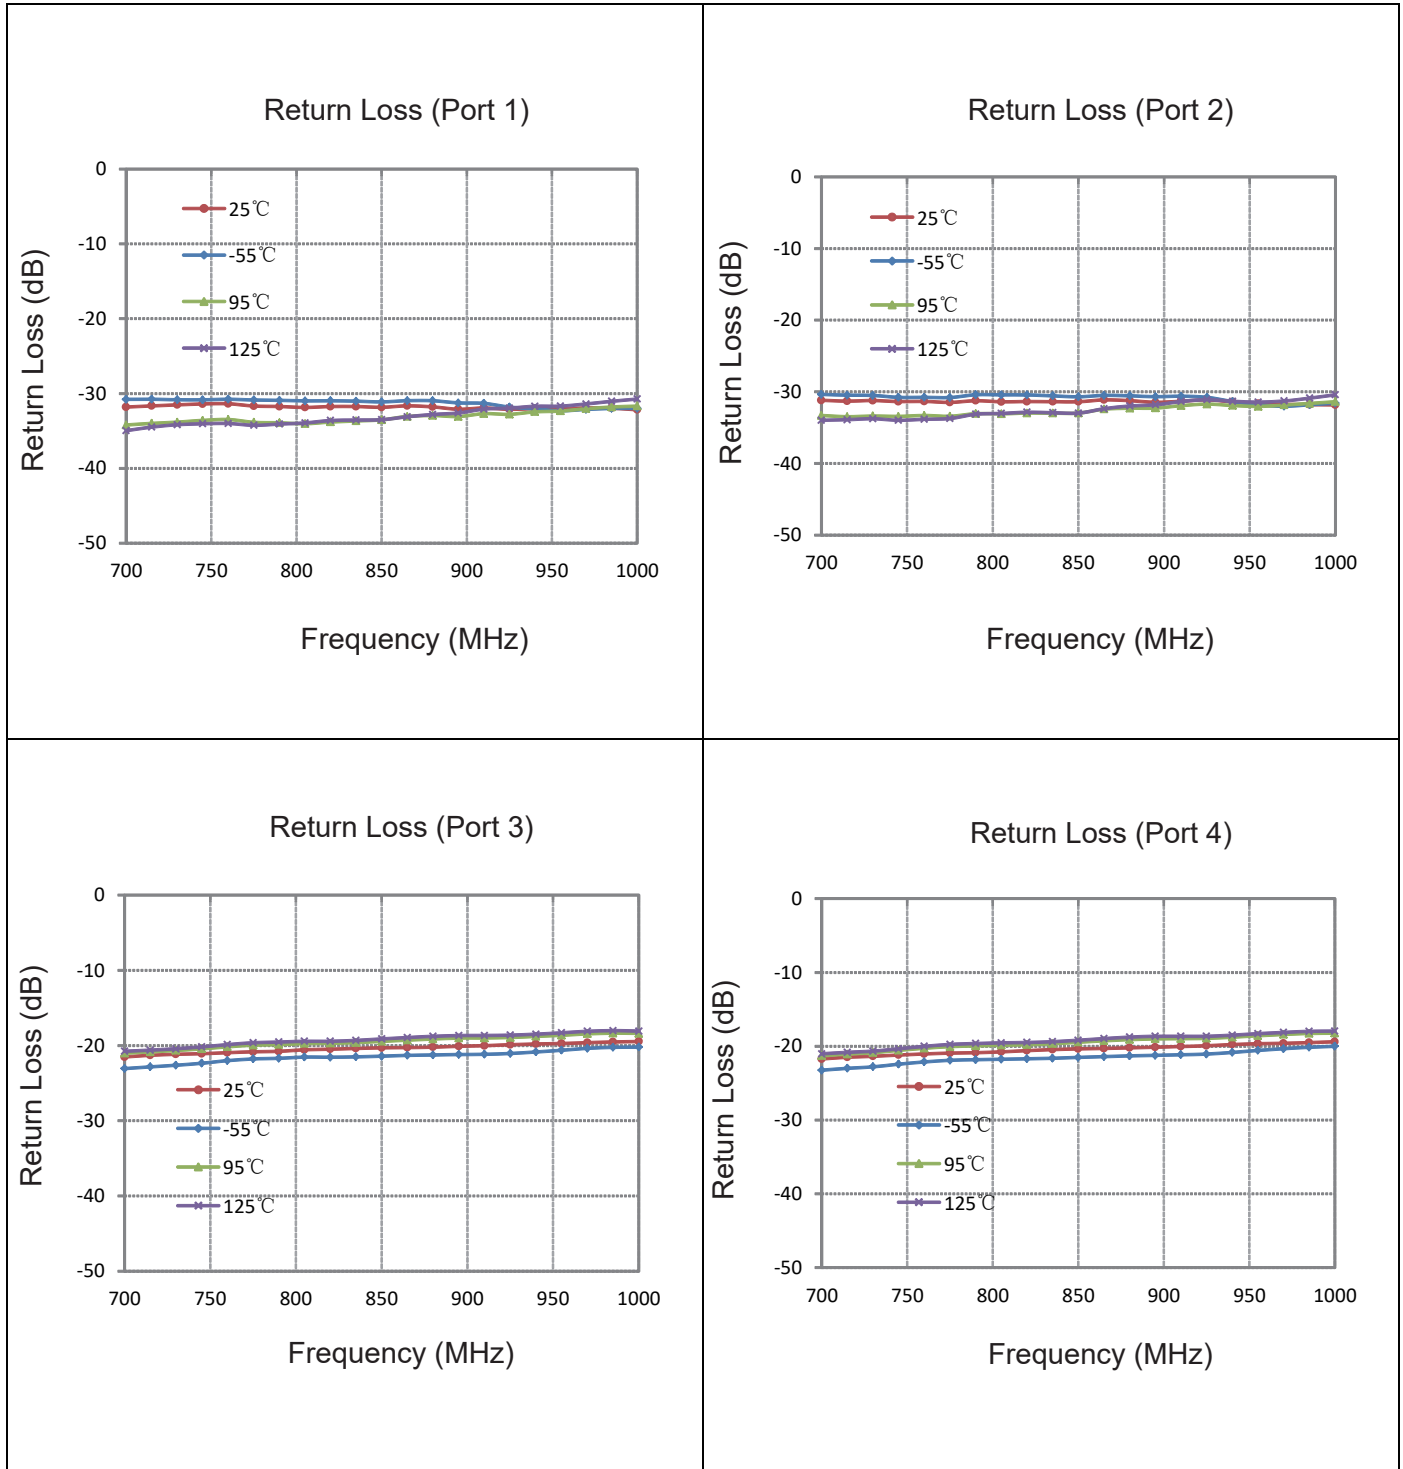 Return Loss (Port 1)
Return Loss (dB)
0
-10
-20
-30
-40
-50
25℃
-55℃
95℃
125℃
700 750 800 850 900 950 1000
Frequency (MHz)
Return Loss (Port 2)
Return Loss (dB)
0
-10
-20
-30
-40
-50
25℃
-55℃
95℃
125℃
700 750 800 850 900 950 1000
Frequency (MHz)
Return Loss (Port 3)
Return Loss (dB)
0
-10
-20
-30
-40
-50
25℃
-55℃
95℃
125℃
700 750 800 850 900 950 1000
Frequency (MHz)
Return Loss (Port 4)
Return Loss (dB)
0
-10
-20
-30
-40
-50
25℃
-55℃
95℃
125℃
700 750 800 850 900 950 1000
Frequency (MHz)